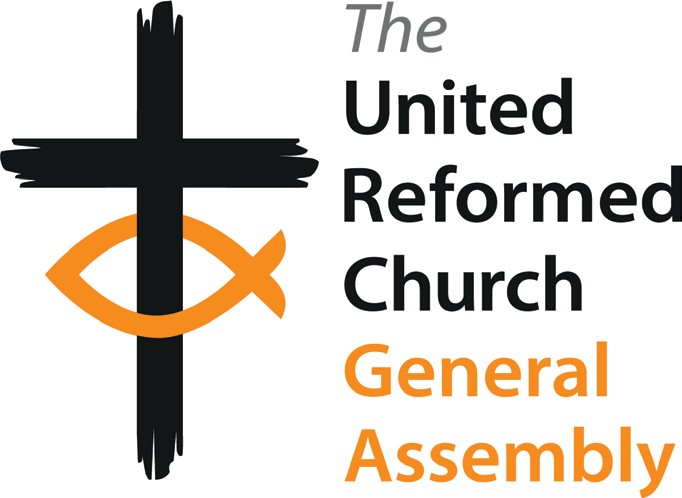 The
United
Reformed
Church
General
Assembly